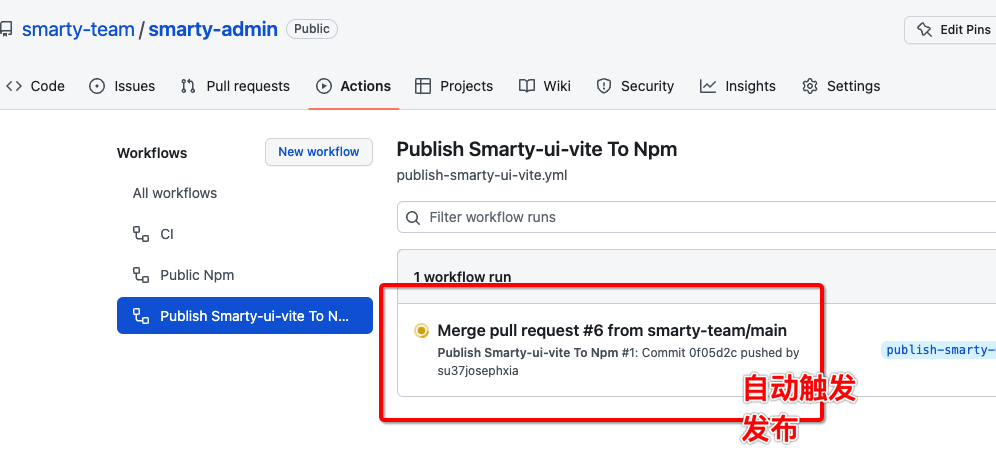 smarty-team / smarty-admin Public
Edit Pins
Code Issues Pull requests Actions Projects Wiki Security Insights Settings
Workflows
New workflow
All workflows
CI
Public Npm
Publish Smarty-ui-vite To N...
Publish Smarty-ui-vite To Npm
publish-smarty-ui-vite.yml
Filter workflow runs
1 workflow run
Merge pull request #6 from smarty-team/main
Publish Smarty-ui-vite To Npm #1: Commit 0f05d2c pushed by
su37josephxia
publish-smarty-
自动触发
发布